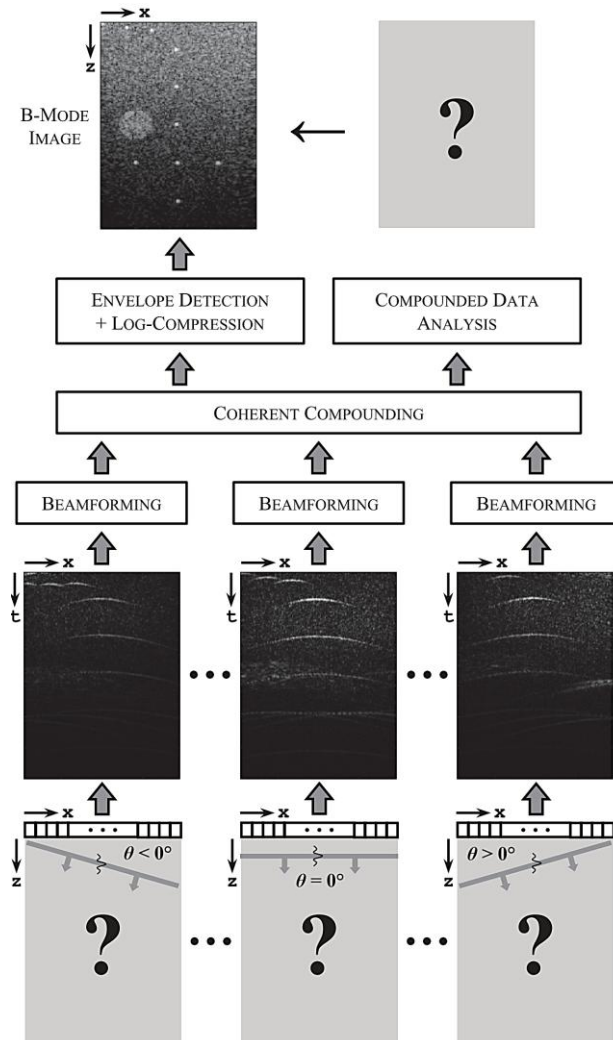 x
z
B-MODE
IMAGE
?
ENVELOPE DETECTION
+ LOG-COMPRESSION
COMPOUNDED DATA
ANALYSIS
COHERENT COMPOUNDING
BEAMFORMING
BEAMFORMING
BEAMFORMING
x
x
x
t
t
t
...
...
x
x
x
...
...
...
z
z
z
θ < 0°
θ = 0°
θ > 0°
?
...
?
...
?